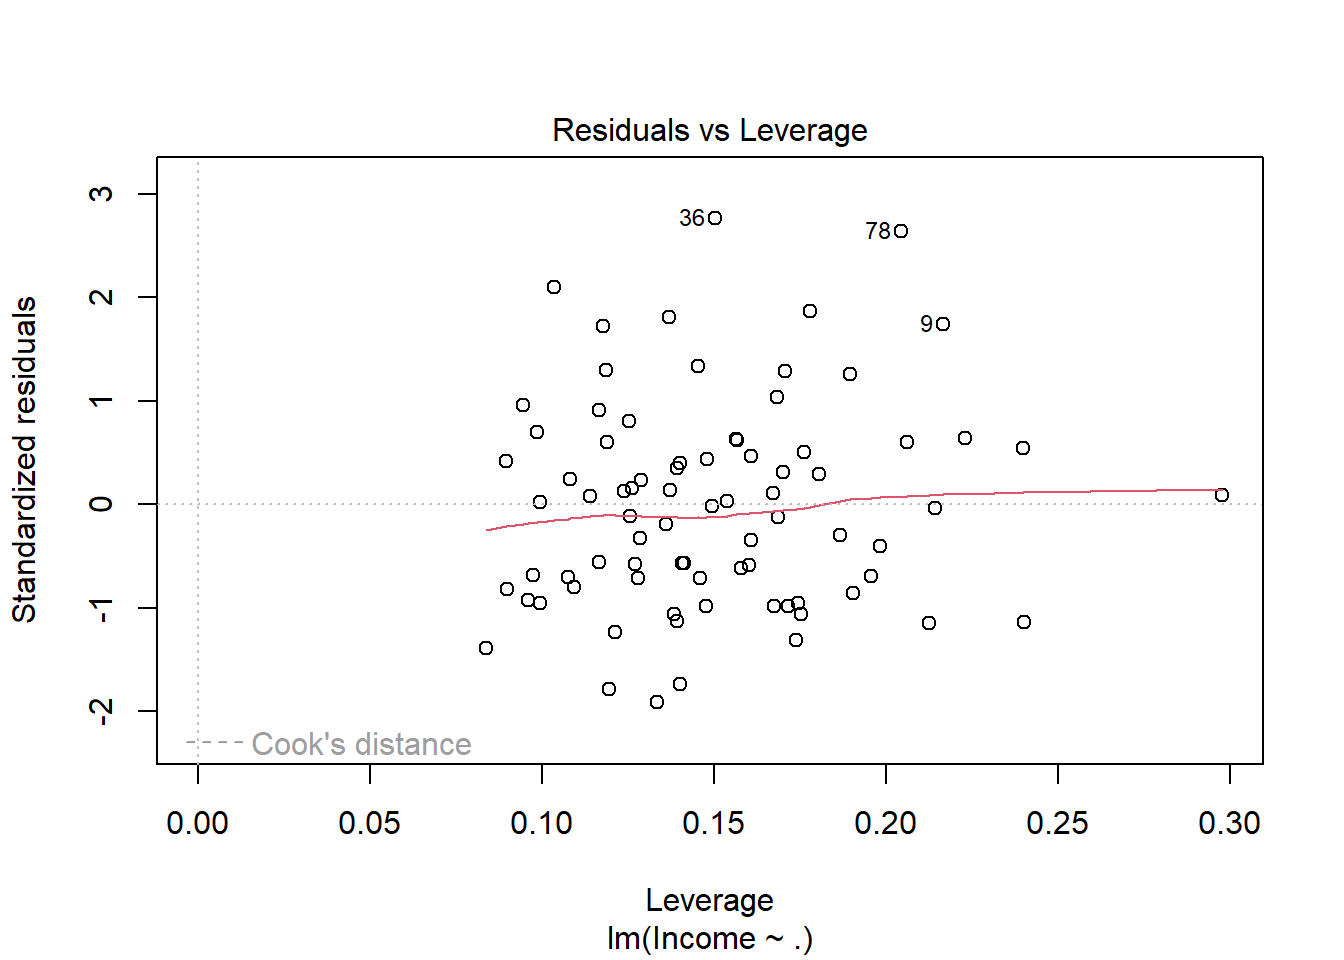 Residuals vs Leverage
Standardized residuals
3
2
1
0
-1
-2
36
78
9
Cook's distance
0.00 0.05 0.10 0.15 0.20 0.25 0.30
Leverage
lm(Income ~ .)